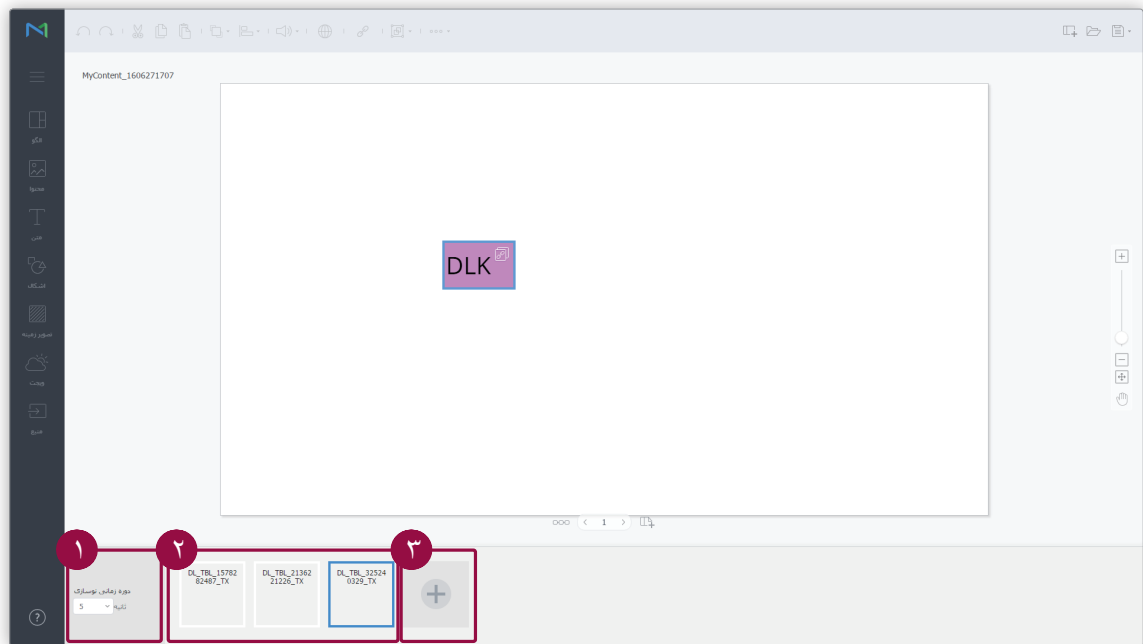 MyContent_1606271707
الگو
محتوا
متن
اشکال
تصویر زمینه
ویجت
منبع
DLK
1
۱
۲
۳
دوره زمانی نوسازی
5 ثانیه
DL_TBL_15782
82487_TX
DL_TBL_21362
21226_TX
DL_TBL_32524
0329_TX
?